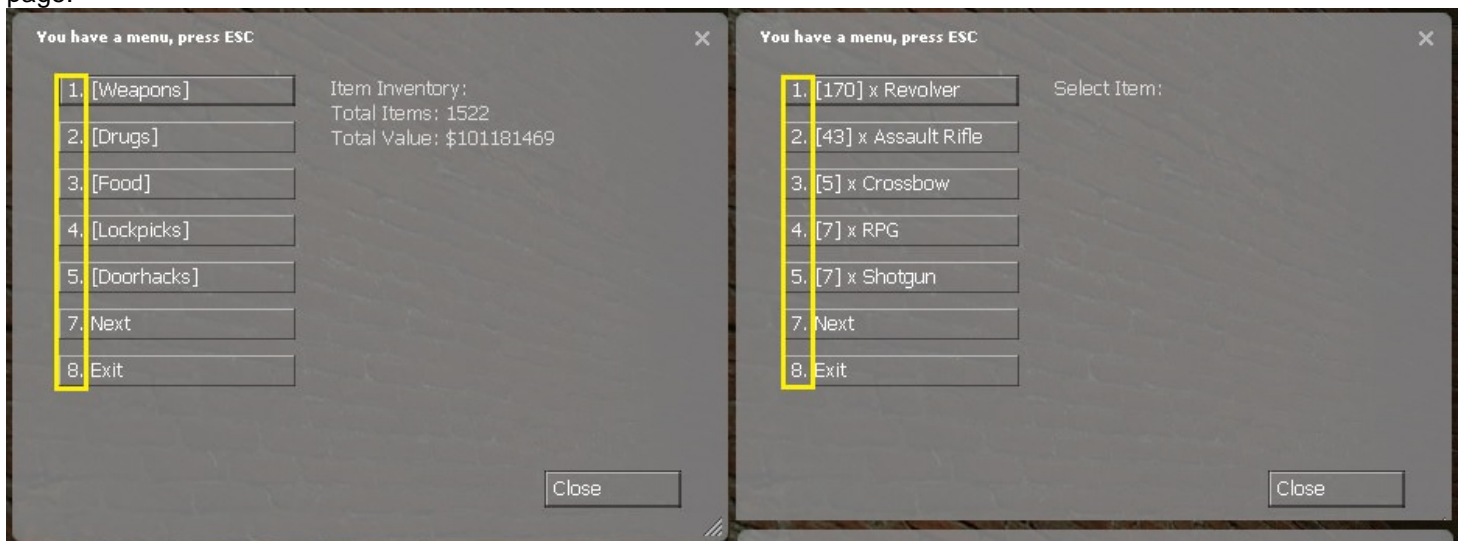 page.
You have a menu, press ESC
1. [Weapons]
2. [Drugs]
3. [Food]
4. [Lockpicks]
5. [Doorhacks]
7. Next
8. Exit
Item Inventory:
Total Items: 1522
Total Value: $101181469
Close
You have a menu, press ESC
1. [170] x Revolver
2. [43] x Assault Rifle
3. [5] x Crossbow
4. [7] x RPG
5. [7] x Shotgun
7. Next
8. Exit
Select Item:
Close